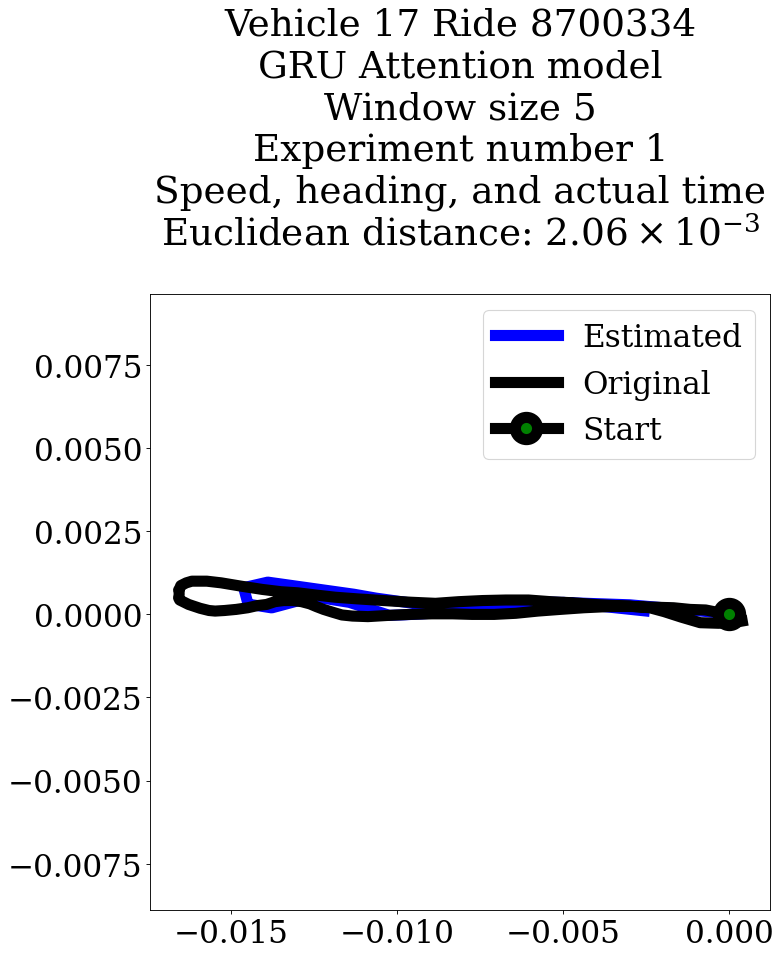 Vehicle 17 Ride 8700334
GRU Attention model
Window size 5
Experiment number 1
Speed, heading, and actual time
Euclidean distance: 2.06 × 10⁻³
Estimated
Original
Start
0.0075
0.0050
0.0025
0.0000
−0.0025
−0.0050
−0.0075
−0.015
−0.010
−0.005
0.000